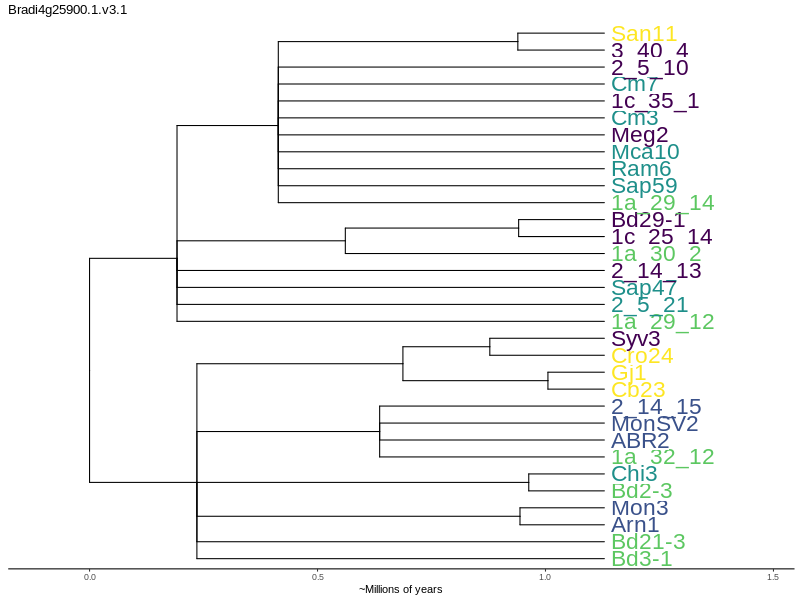 Bradi4g25900.1.v3.1
San11
3_40_4
2_5_10
Cm7
1c_35_1
Cm3
Meg2
Mca10
Ram6
Sap59
1a_29_14
Bd29-1
1c_25_14
1a_30_2
2_14_13
Sap47
2_5_21
1a_29_12
Syv3
Cro24
Gj1
Cb23
2_14_15
MonSV2
ABR2
1a_32_12
Chi3
Bd2-3
Mon3
Arn1
Bd21-3
Bd3-1
0.0 0.5 1.0 1.5
~Millions of years